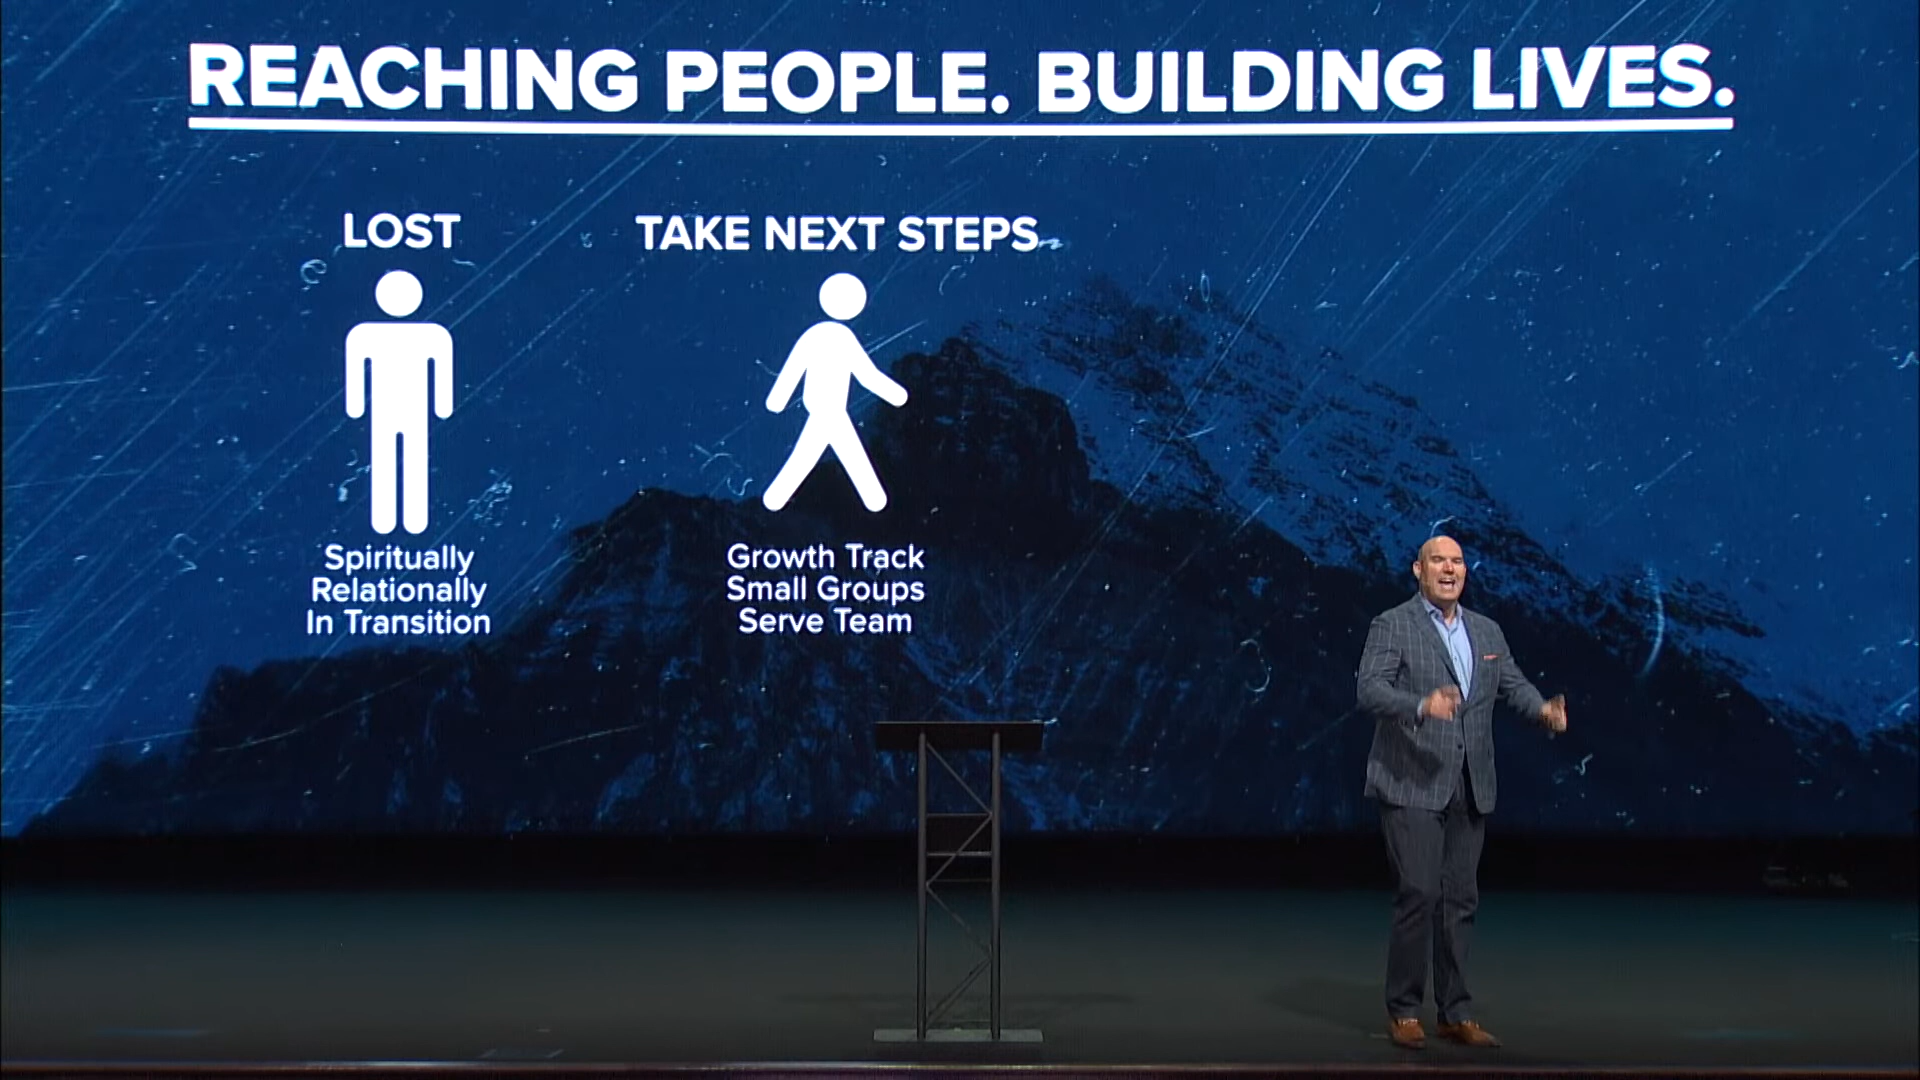 REACHING PEOPLE. BUILDING LIVES.
LOST
Spiritually
Relationally
In Transition
TAKE NEXT STEPS
Growth Track
Small Groups
Serve Team